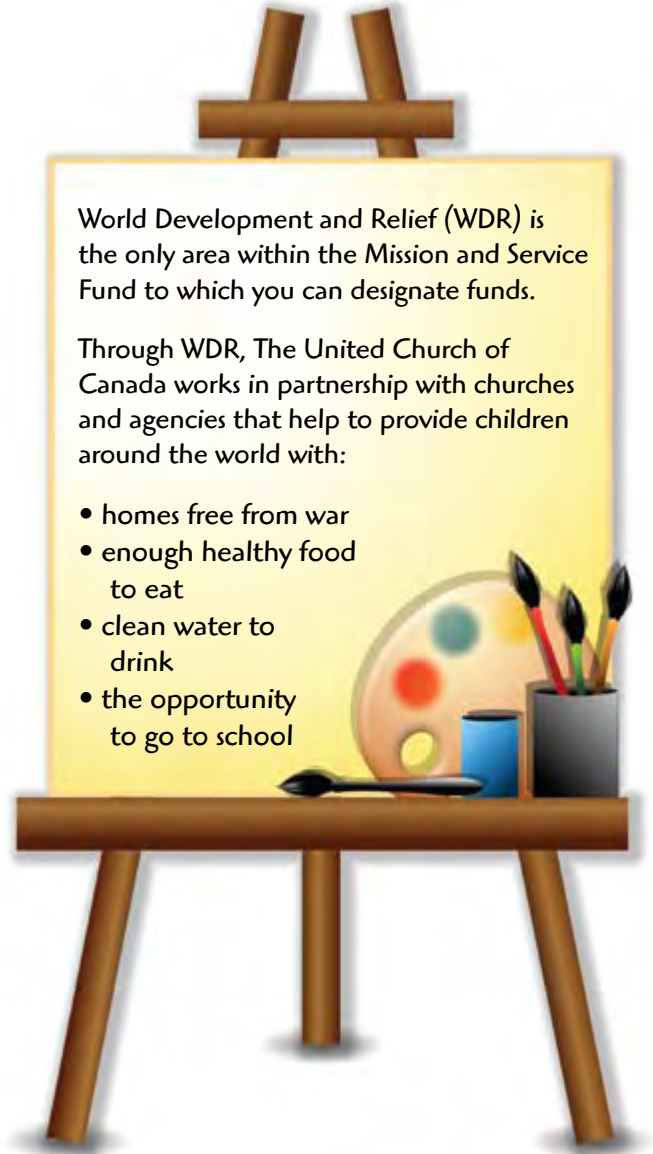 World Development and Relief (WDR) is
the only area within the Mission and Service
Fund to which you can designate funds.
Through WDR, The United Church of
Canada works in partnership with churches
and agencies that help to provide children
around the world with:
• homes free from war
• enough healthy food
to eat
• clean water to
drink
• the opportunity
to go to school